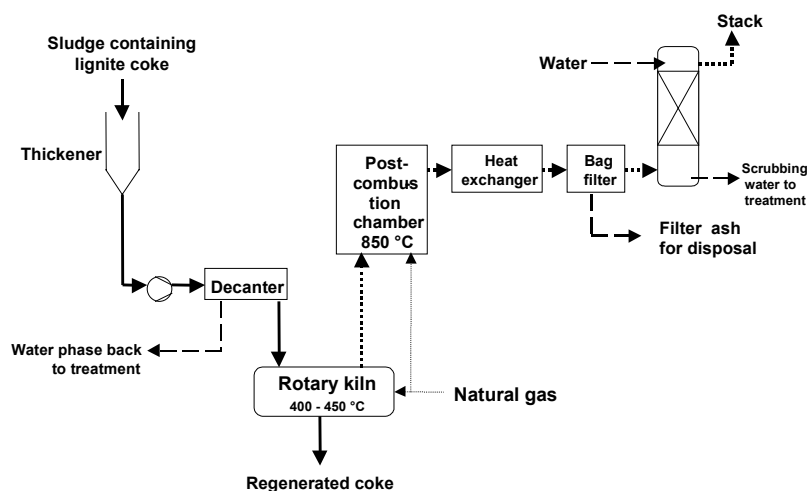 Sludge containing
lignite coke
Thickener
Decanter
Water phase back
to treatment
Rotary kiln
400 - 450 °C
Regenerated coke
Natural gas
Post-
combus-
tion
chamber
850 °C
Heat
exchanger
Bag
filter
Filter ash
for disposal
Water
Stack
Scrubbing
water to
treatment